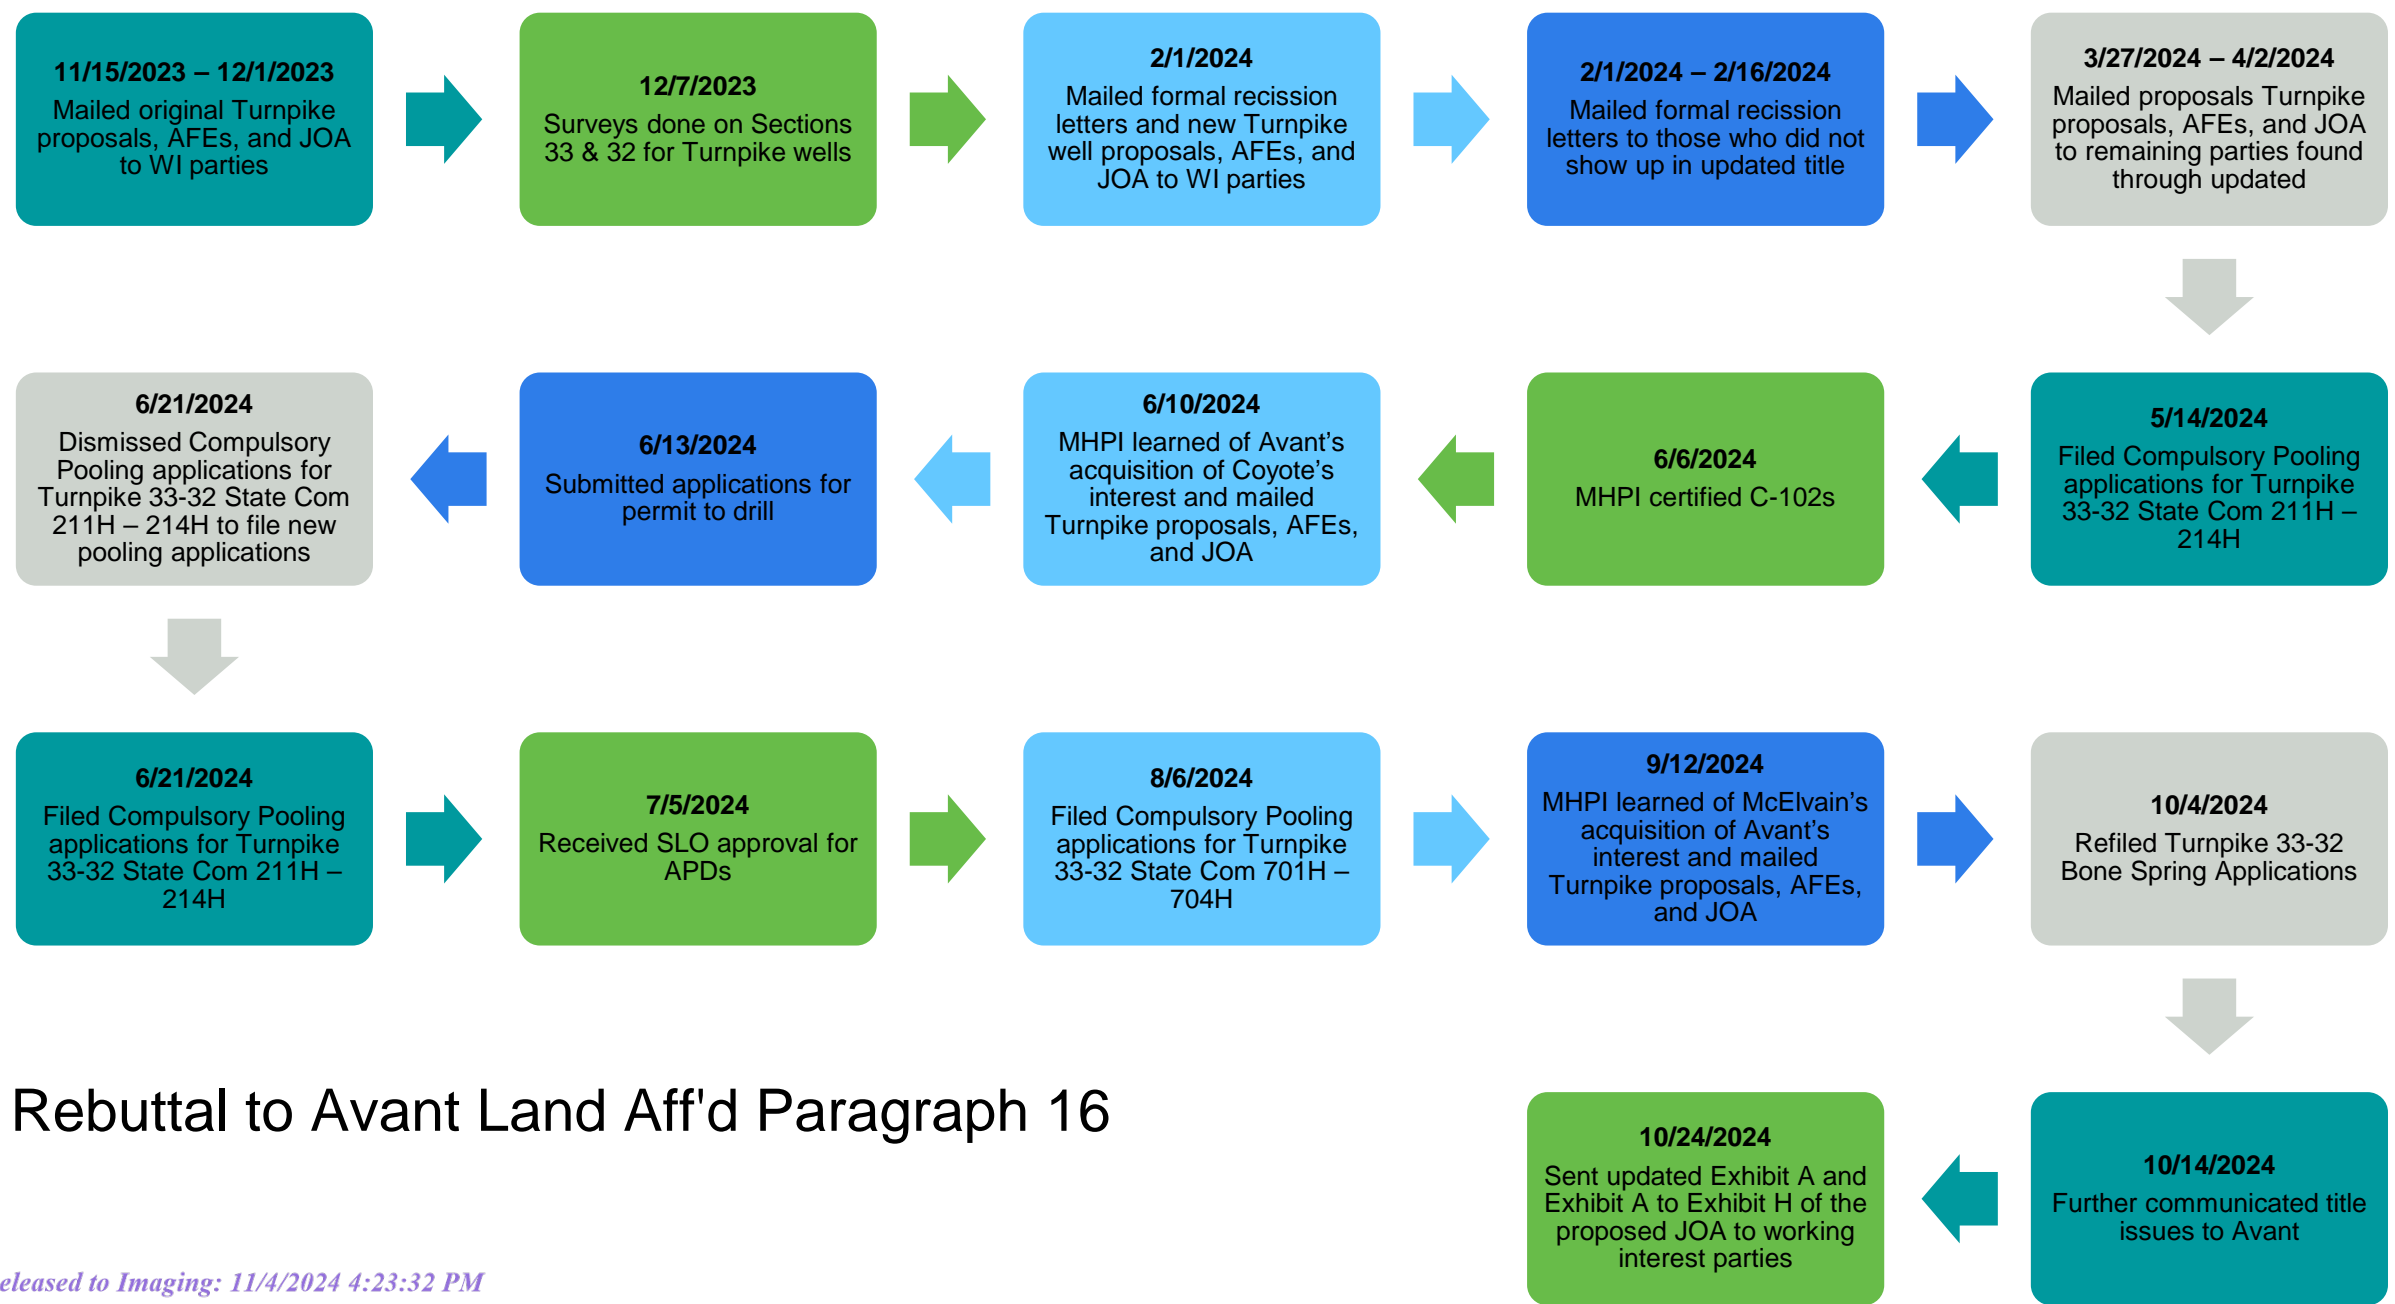 11/15/2023 – 12/1/2023
Mailed original Turnpike
proposals, AFEs, and JOA
to WI parties
12/7/2023
Surveys done on Sections
33 & 32 for Turnpike wells
2/1/2024
Mailed formal recission
letters and new Turnpike
well proposals, AFEs, and
JOA to WI parties
2/1/2024 – 2/16/2024
Mailed formal recission
letters to those who did not
show up in updated title
3/27/2024 – 4/2/2024
Mailed proposals Turnpike
proposals, AFEs, and JOA
to remaining parties found
through updated
5/14/2024
Filed Compulsory Pooling
applications for Turnpike
33-32 State Com 211H –
214H
6/6/2024
MHPI certified C-102s
6/10/2024
MHPI learned of Avant’s
acquisition of Coyote’s
interest and mailed
Turnpike proposals, AFEs,
and JOA
6/13/2024
Submitted applications for
permit to drill
6/21/2024
Dismissed Compulsory
Pooling applications for
Turnpike 33-32 State Com
211H – 214H to file new
pooling applications
6/21/2024
Filed Compulsory Pooling
applications for Turnpike
33-32 State Com 211H –
214H
7/5/2024
Received SLO approval for
APDs
8/6/2024
Filed Compulsory Pooling
applications for Turnpike
33-32 State Com 701H –
704H
9/12/2024
MHPI learned of McElvain’s
acquisition of Avant’s
interest and mailed
Turnpike proposals, AFEs,
and JOA
10/4/2024
Refiled Turnpike 33-32
Bone Spring Applications
10/14/2024
Further communicated title
issues to Avant
10/24/2024
Sent updated Exhibit A and
Exhibit A to Exhibit H of the
proposed JOA to working
interest parties
Rebuttal to Avant Land Aff'd Paragraph 16
eleased to Imaging: 11/4/2024 4:23:32 PM